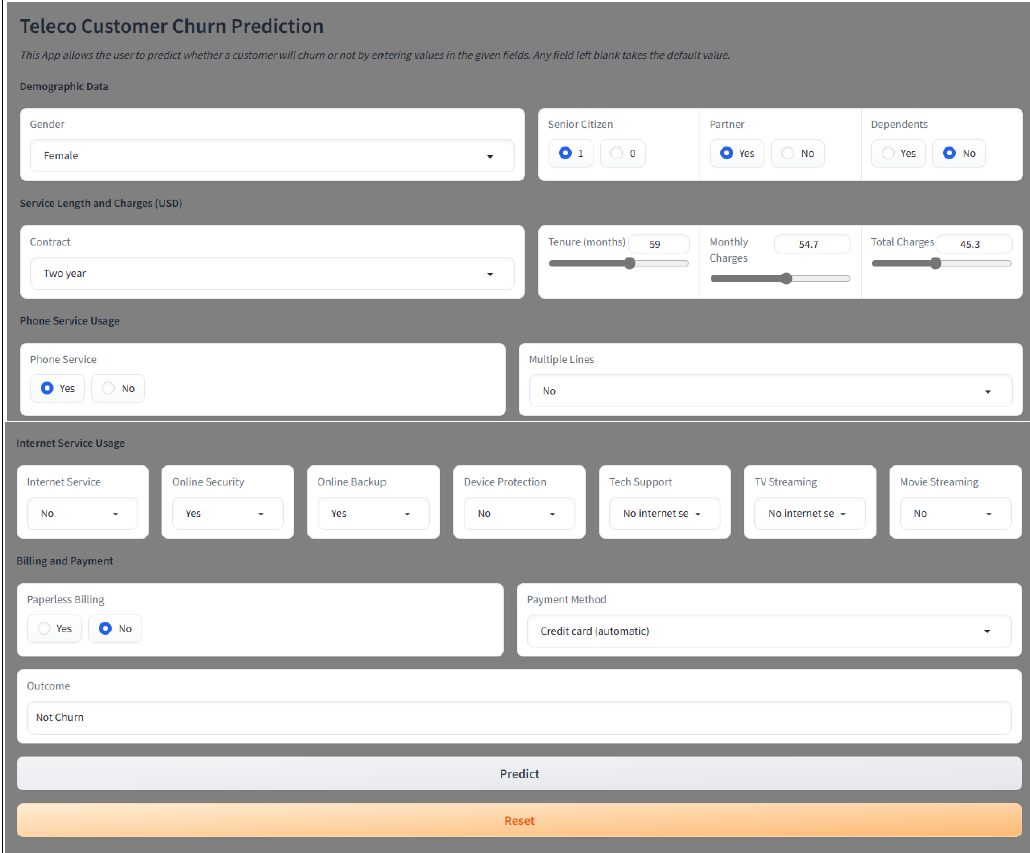 Teleco Customer Churn Prediction
This App allows the user to predict whether a customer will churn or not by entering values in the given fields. Any field left blank takes the default value.
Demographic Data
Gender
Female
Senior Citizen
1 0
Partner
Yes No
Dependents
Yes No
Service Length and Charges (USD)
Contract
Two year
Tenure (months) 59
Monthly Charges 54.7
Total Charges 45.3
Phone Service Usage
Phone Service
Yes No
Multiple Lines
No
Internet Service Usage
Internet Service
No
Online Security
Yes
Online Backup
Yes
Device Protection
No
Tech Support
No internet se
TV Streaming
No internet se
Movie Streaming
No
Billing and Payment
Paperless Billing
Yes No
Payment Method
Credit card (automatic)
Outcome
Not Churn
Predict
Reset